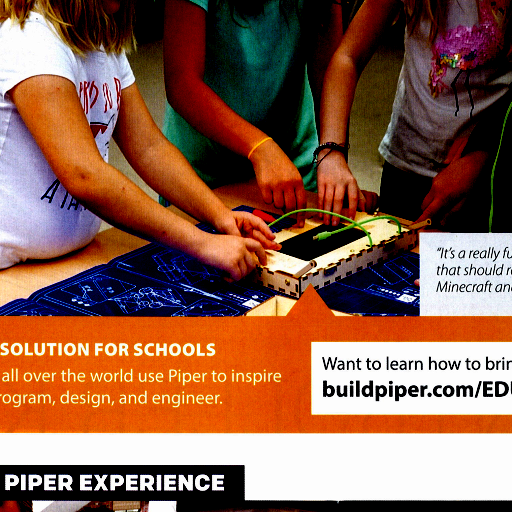 "It's a really fu
that should r
Minecraft an
SOLUTION FOR SCHOOLS
all over the world use Piper to inspire
rogram, design, and engineer.
Want to learn how to brin
buildpiper.com/EDU
PIPER EXPERIENCE